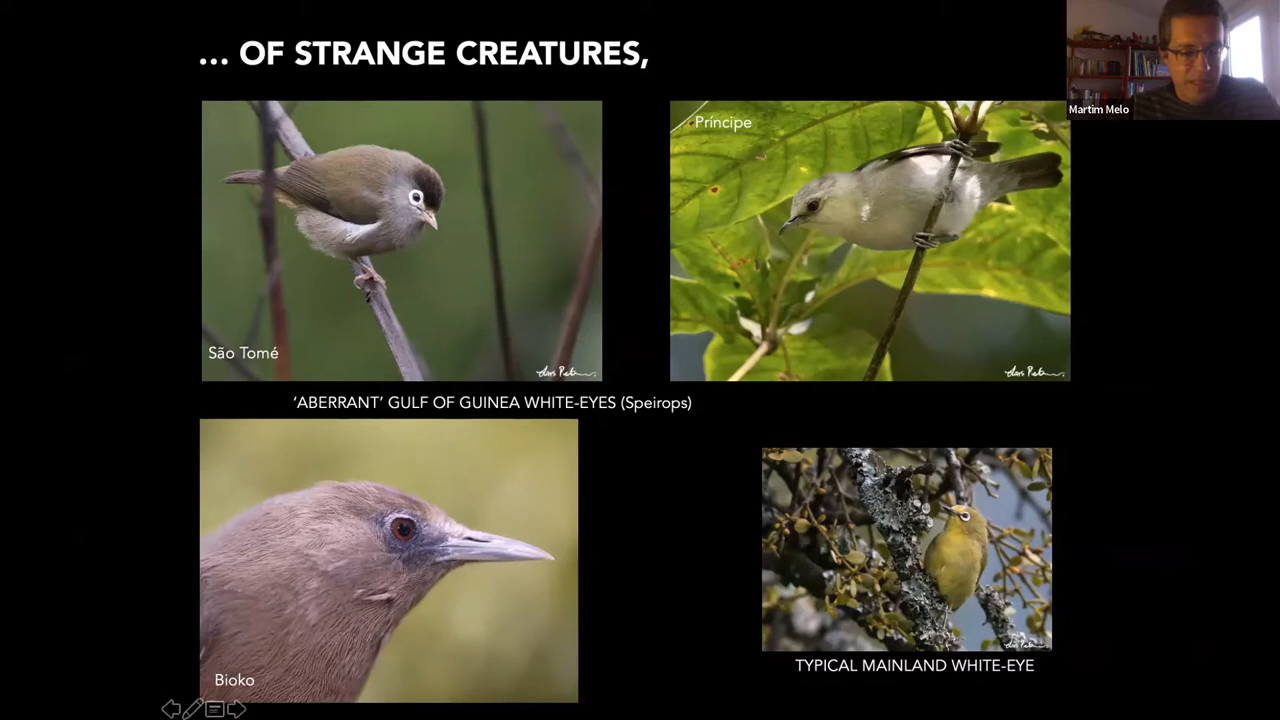 ... OF STRANGE CREATURES,
Martim Melo
Príncipe
São Tomé
'ABERRANT' GULF OF GUINEA WHITE-EYES (Speirops)
Bioko
TYPICAL MAINLAND WHITE-EYE